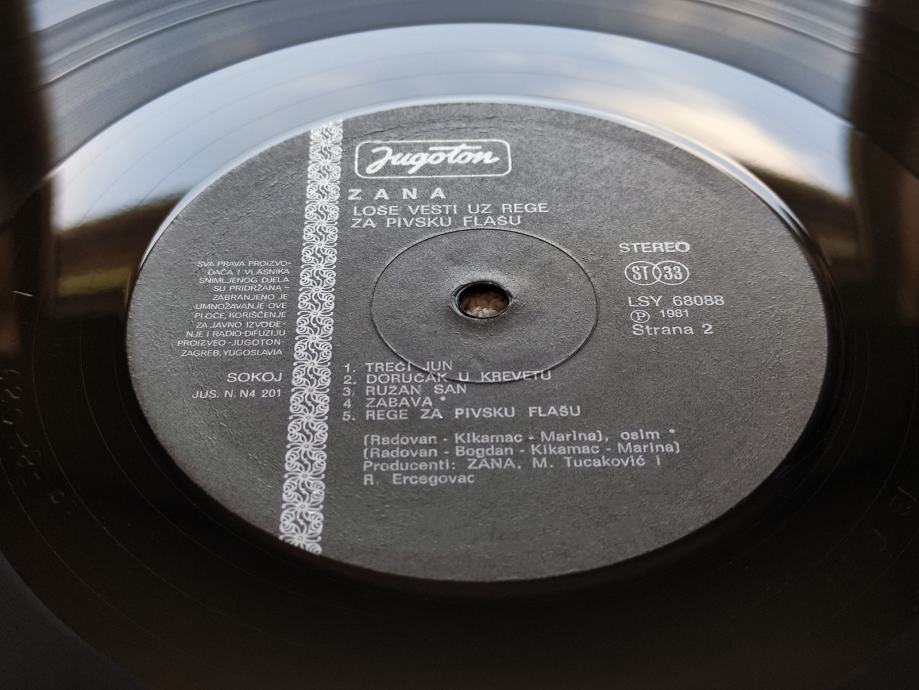 Jugoton
ZANA
LOŠE VESTI UZ REGE
ZA PIVSKU FLAŠU
STEREO
ST 33
LSY 68088
Ⓟ 1981
Strana 2
SVA PRAVA PROIZVO-
ĐAČA I VLASNIKA
SNIMLJENOG DJELA
SU PRIDRŽANA -
ZABRANJENO JE
UMNOŽAVANJE OVE
PLOČE, KORIŠĆENJE
ZA JAVNO IZVOĐE-
NJE I RADIO-DIFUZIJU
PROIZVEO-JUGOTON-
ZAGREB, YUGOSLAVIA
SOKOJ
JUS. N. N4 201
1. TREĆI JUN
2. DORUČAK U KREVETU
3. RUŽAN SAN
4 ZABAVA *
5. REGE ZA PIVSKU FLAŠU
(Radovan - Kikamac - Marina), osim *
(Radovan - Bogdan - Kikamac - Marina)
Producenti: ZANA, M. Tucaković i
R. Ercegovac